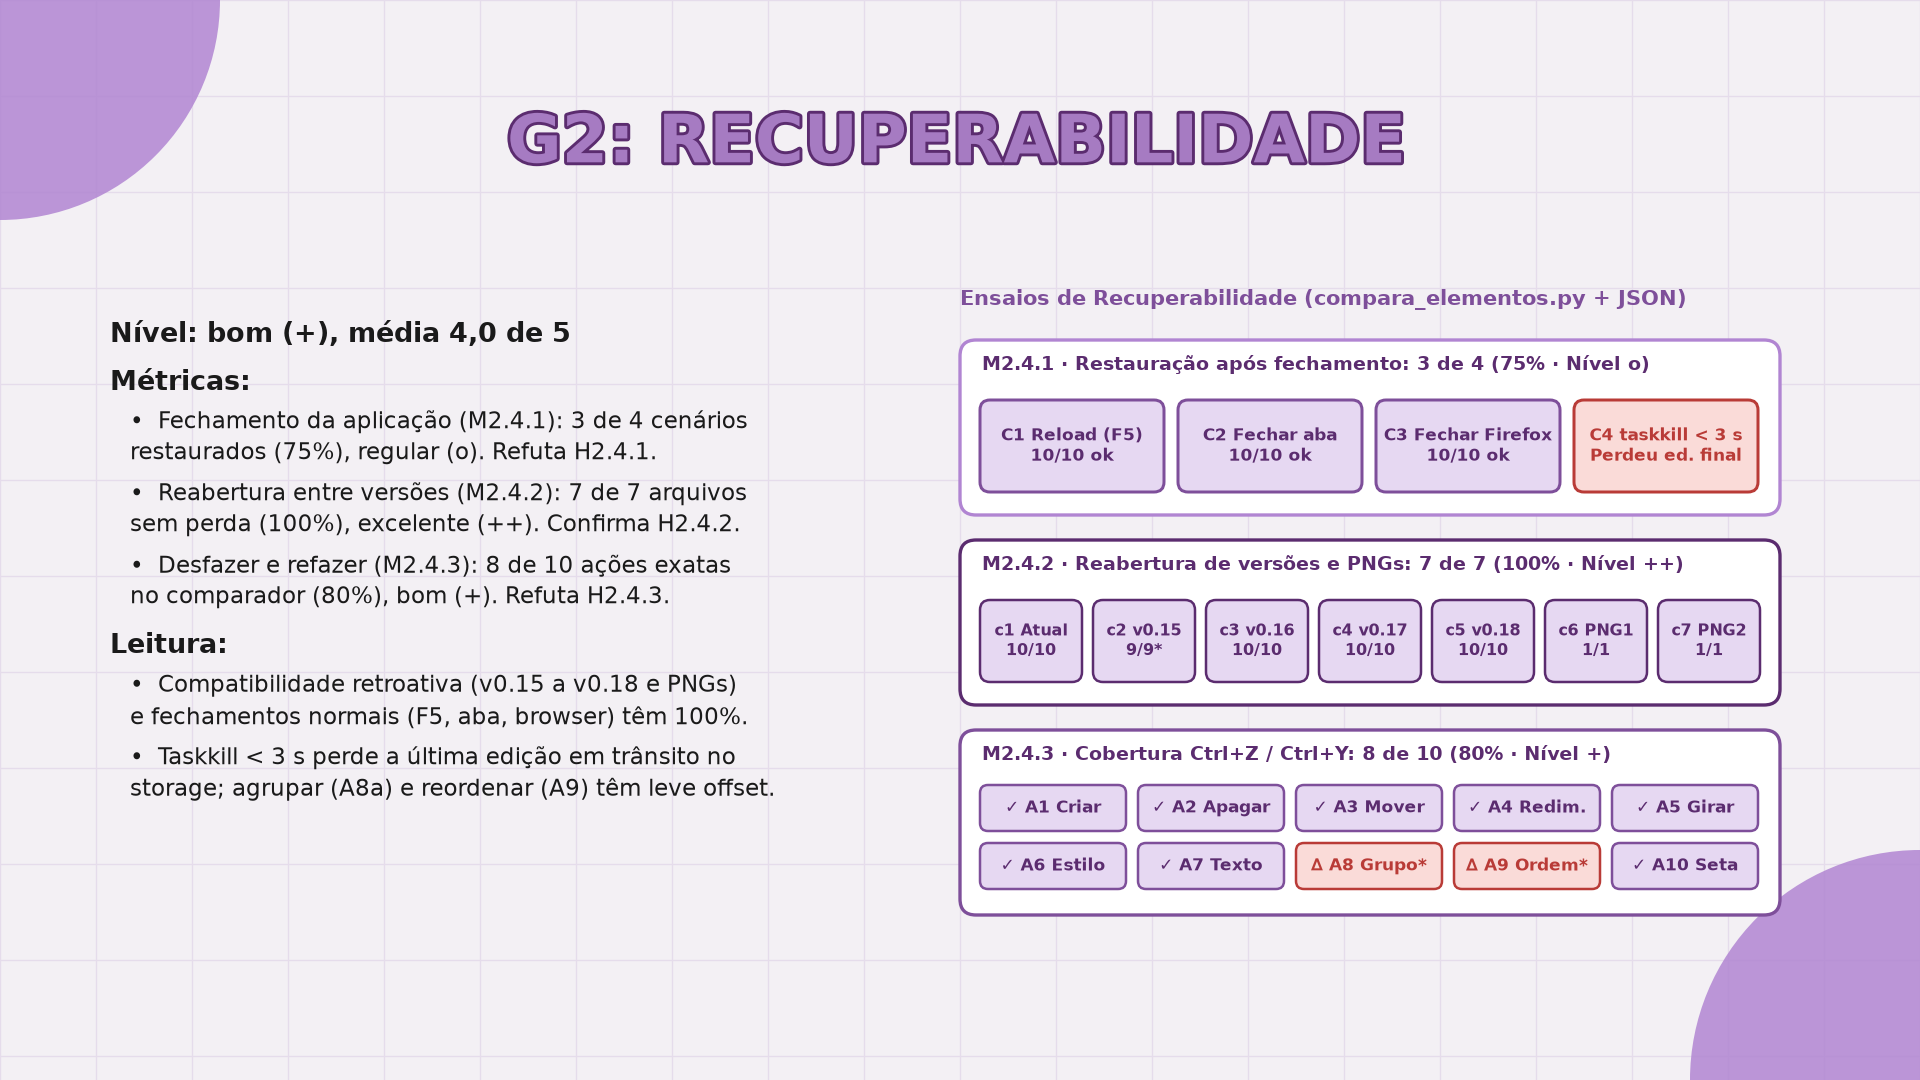 G2: RECUPERABILIDADE
Nível: bom (+), média 4,0 de 5
Métricas:
• Fechamento da aplicação (M2.4.1): 3 de 4 cenários
restaurados (75%), regular (o). Refuta H2.4.1.
• Reabertura entre versões (M2.4.2): 7 de 7 arquivos
sem perda (100%), excelente (++). Confirma H2.4.2.
• Desfazer e refazer (M2.4.3): 8 de 10 ações exatas
no comparador (80%), bom (+). Refuta H2.4.3.
Leitura:
• Compatibilidade retroativa (v0.15 a v0.18 e PNGs)
e fechamentos normais (F5, aba, browser) têm 100%.
• Taskkill < 3 s perde a última edição em trânsito no
storage; agrupar (A8a) e reordenar (A9) têm leve offset.
Ensaios de Recuperabilidade (compara_elementos.py + JSON)
M2.4.1 · Restauração após fechamento: 3 de 4 (75% · Nível o)
C1 Reload (F5)
10/10 ok
C2 Fechar aba
10/10 ok
C3 Fechar Firefox
10/10 ok
C4 taskkill < 3 s
Perdeu ed. final
M2.4.2 · Reabertura de versões e PNGs: 7 de 7 (100% · Nível ++)
c1 Atual
10/10
c2 v0.15
9/9*
c3 v0.16
10/10
c4 v0.17
10/10
c5 v0.18
10/10
c6 PNG1
1/1
c7 PNG2
1/1
M2.4.3 · Cobertura Ctrl+Z / Ctrl+Y: 8 de 10 (80% · Nível +)
✓ A1 Criar
✓ A2 Apagar
✓ A3 Mover
✓ A4 Redim.
✓ A5 Girar
✓ A6 Estilo
✓ A7 Texto
Δ A8 Grupo*
Δ A9 Ordem*
✓ A10 Seta